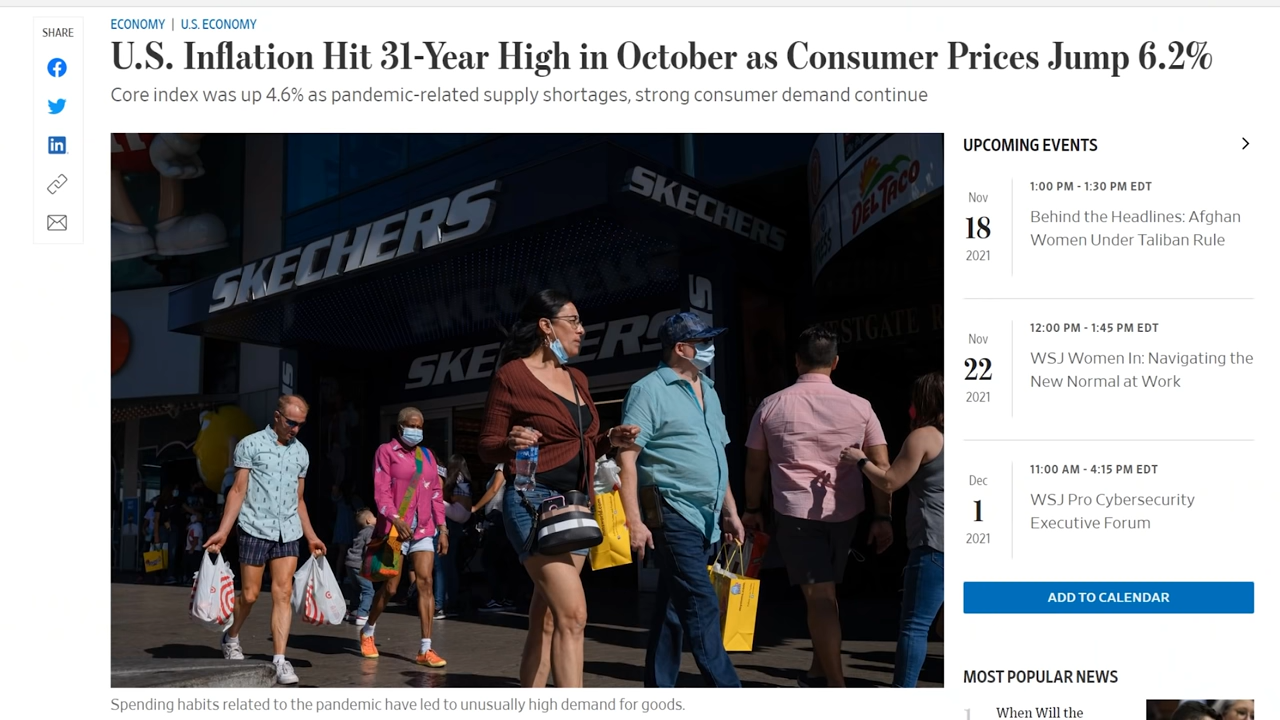 SHARE
ECONOMY | U.S. ECONOMY
U.S. Inflation Hit 31-Year High in October as Consumer Prices Jump 6.2%
Core index was up 4.6% as pandemic-related supply shortages, strong consumer demand continue
SKECHERS
SKECHERS
DEL TACO
Spending habits related to the pandemic have led to unusually high demand for goods.
UPCOMING EVENTS
Nov
18
2021
1:00 PM - 1:30 PM EDT
Behind the Headlines: Afghan
Women Under Taliban Rule
Nov
22
2021
12:00 PM - 1:45 PM EDT
WSJ Women In: Navigating the
New Normal at Work
Dec
1
2021
11:00 AM - 4:15 PM EDT
WSJ Pro Cybersecurity
Executive Forum
ADD TO CALENDAR
MOST POPULAR NEWS
1
When Will the